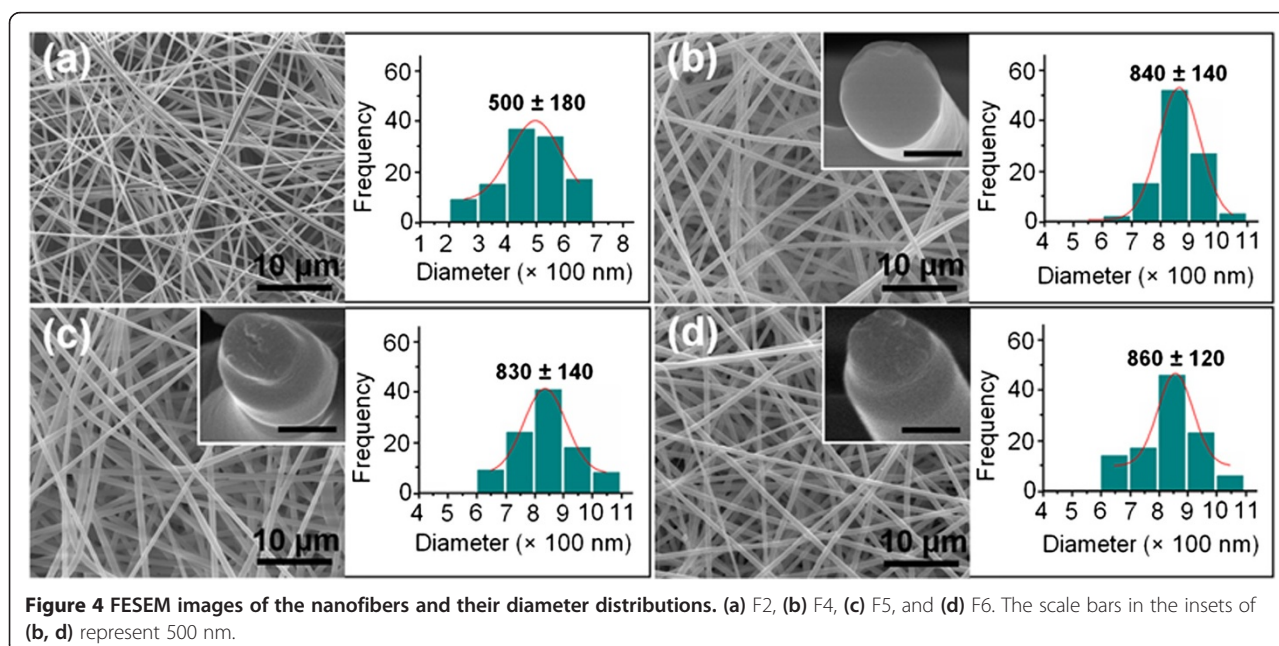 (a)
10 µm
500 ± 180
Frequency
60
40
20
0
1 2 3 4 5 6 7 8
Diameter (× 100 nm)
(b)
10 µm
840 ± 140
Frequency
60
40
20
0
4 5 6 7 8 9 10 11
Diameter (× 100 nm)
(c)
10 µm
830 ± 140
Frequency
60
40
20
0
4 5 6 7 8 9 10 11
Diameter (× 100 nm)
(d)
10 µm
860 ± 120
Frequency
60
40
20
0
4 5 6 7 8 9 10 11
Diameter (× 100 nm)
Figure 4 FESEM images of the nanofibers and their diameter distributions. (a) F2, (b) F4, (c) F5, and (d) F6. The scale bars in the insets of
(b, d) represent 500 nm.